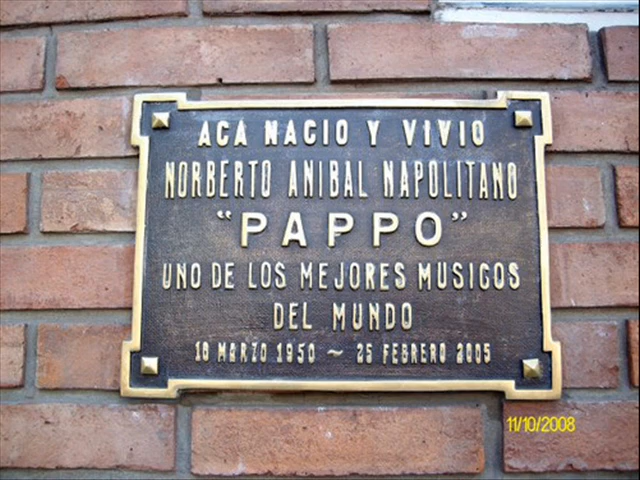 ACA NACIO Y VIVIO
NORBERTO ANIBAL NAPOLITANO
"PAPPO"
UNO DE LOS MEJORES MUSICOS
DEL MUNDO
10 MARZO 1950 ~ 25 FEBRERO 2005
11/10/2008